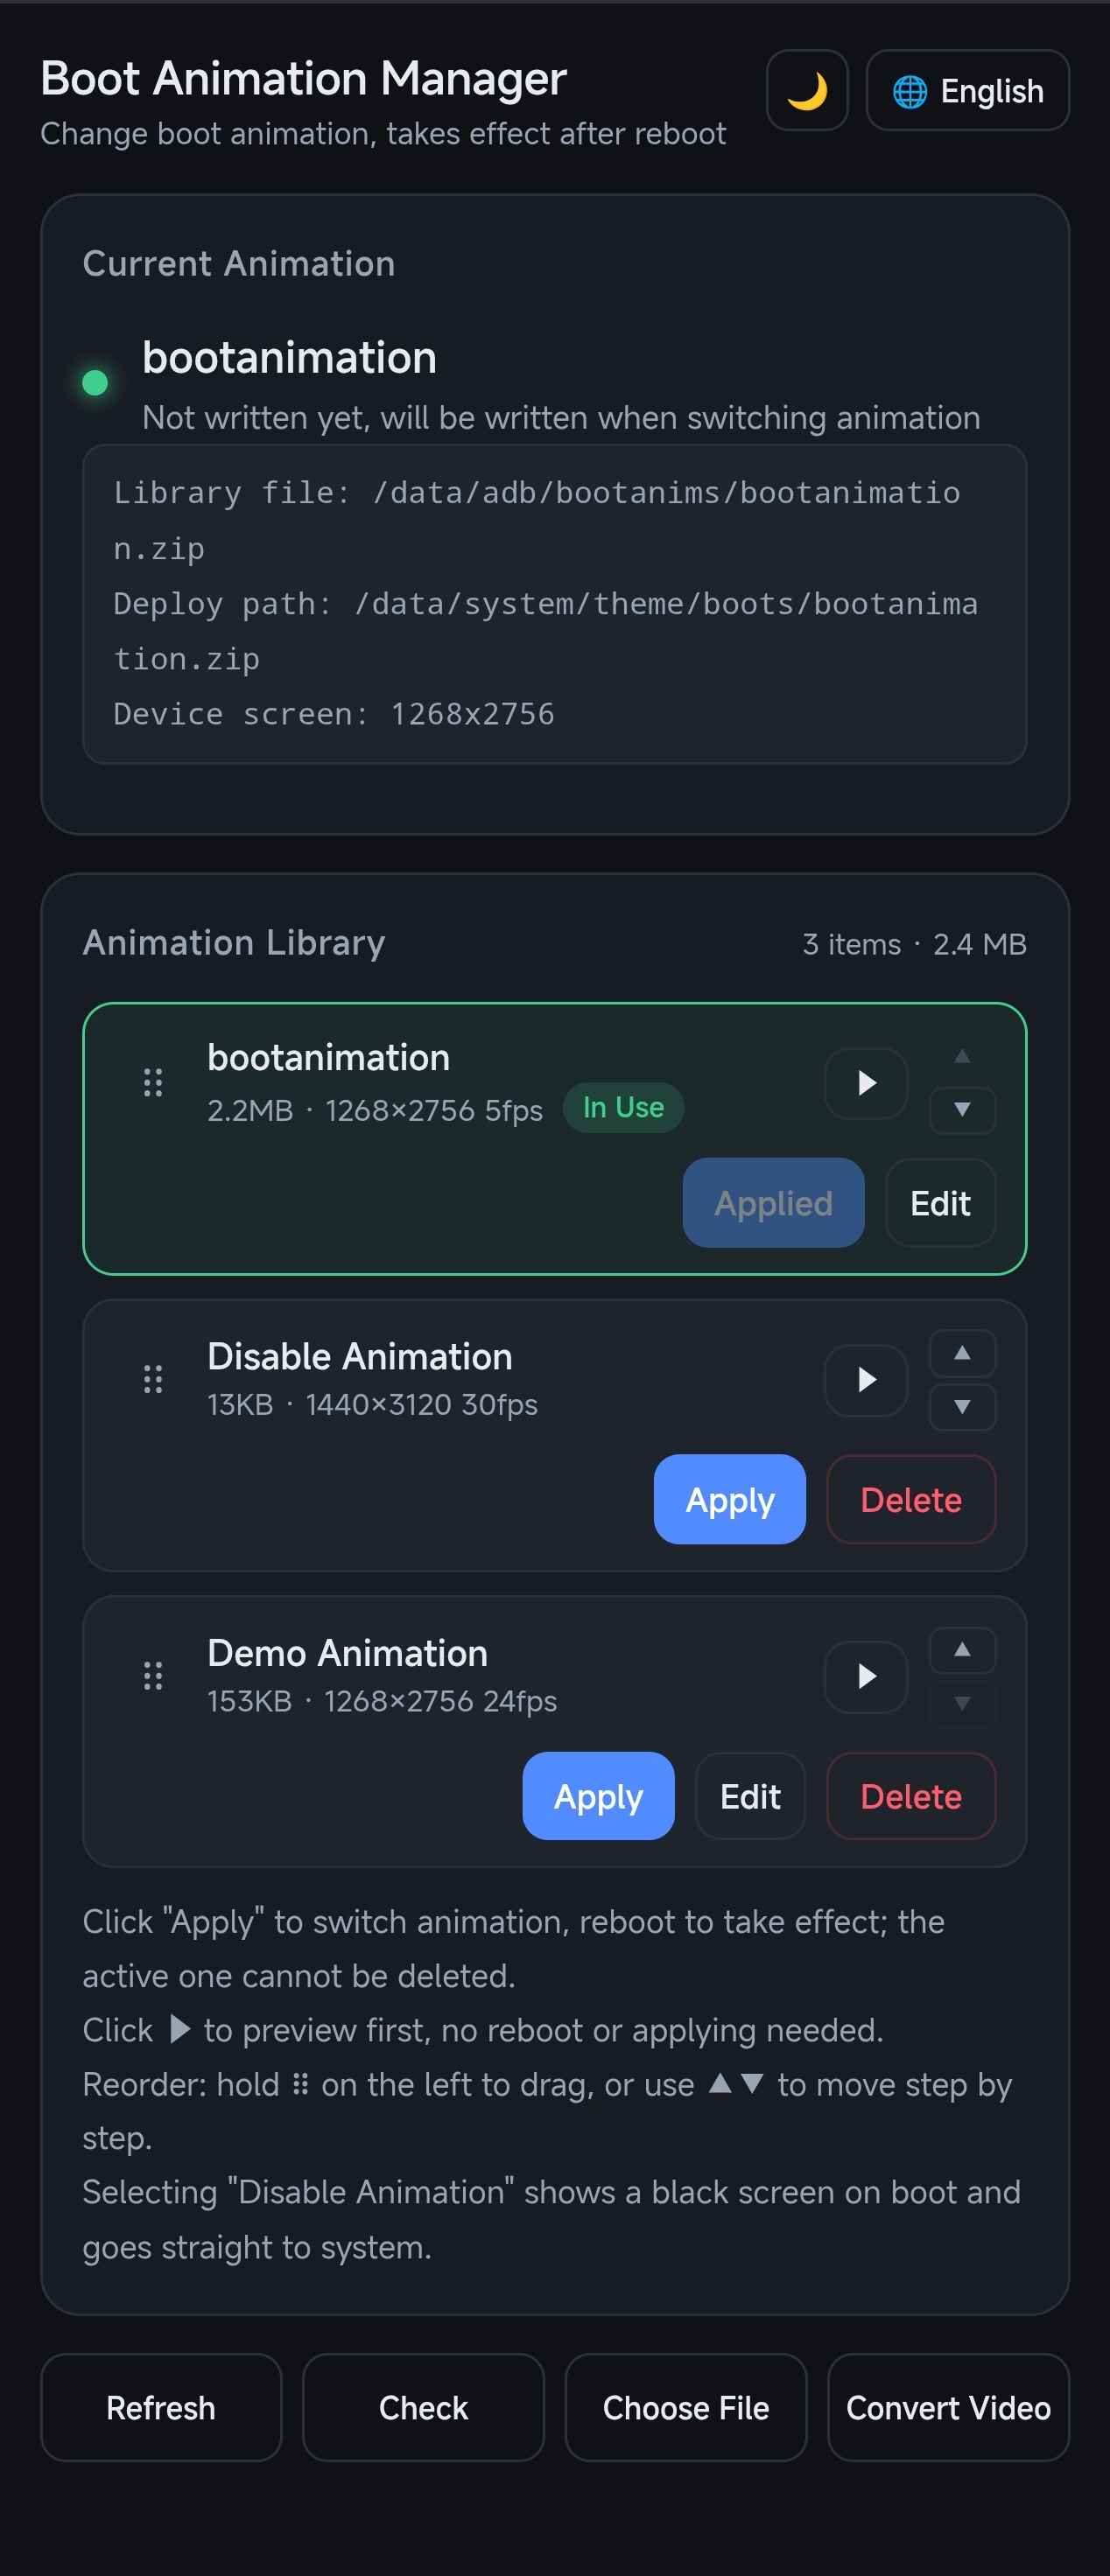 Boot Animation Manager
🌙
🌐 English
Change boot animation, takes effect after reboot
Current Animation
bootanimation
Not written yet, will be written when switching animation
Library file: /data/adb/bootanims/bootanimatio
n.zip
Deploy path: /data/system/theme/boots/bootanima
tion.zip
Device screen: 1268x2756
Animation Library
3 items · 2.4 MB
bootanimation
2.2MB · 1268×2756 5fps
In Use
▶
▲
▼
Applied
Edit
Disable Animation
13KB · 1440×3120 30fps
▶
▲
▼
Apply
Delete
Demo Animation
153KB · 1268×2756 24fps
▶
▲
▼
Apply
Edit
Delete
Click "Apply" to switch animation, reboot to take effect; the
active one cannot be deleted.
Click ▶ to preview first, no reboot or applying needed.
Reorder: hold ⠿ on the left to drag, or use ▲▼ to move step by
step.
Selecting "Disable Animation" shows a black screen on boot and
goes straight to system.
Refresh
Check
Choose File
Convert Video